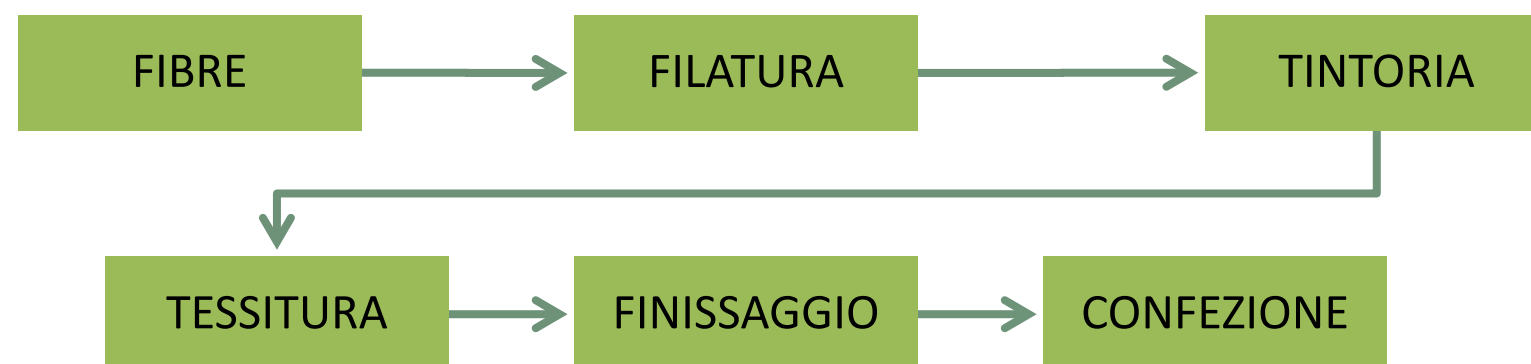 FIBRE
FILATURA
TINTORIA
TESSITURA
FINISSAGGIO
CONFEZIONE